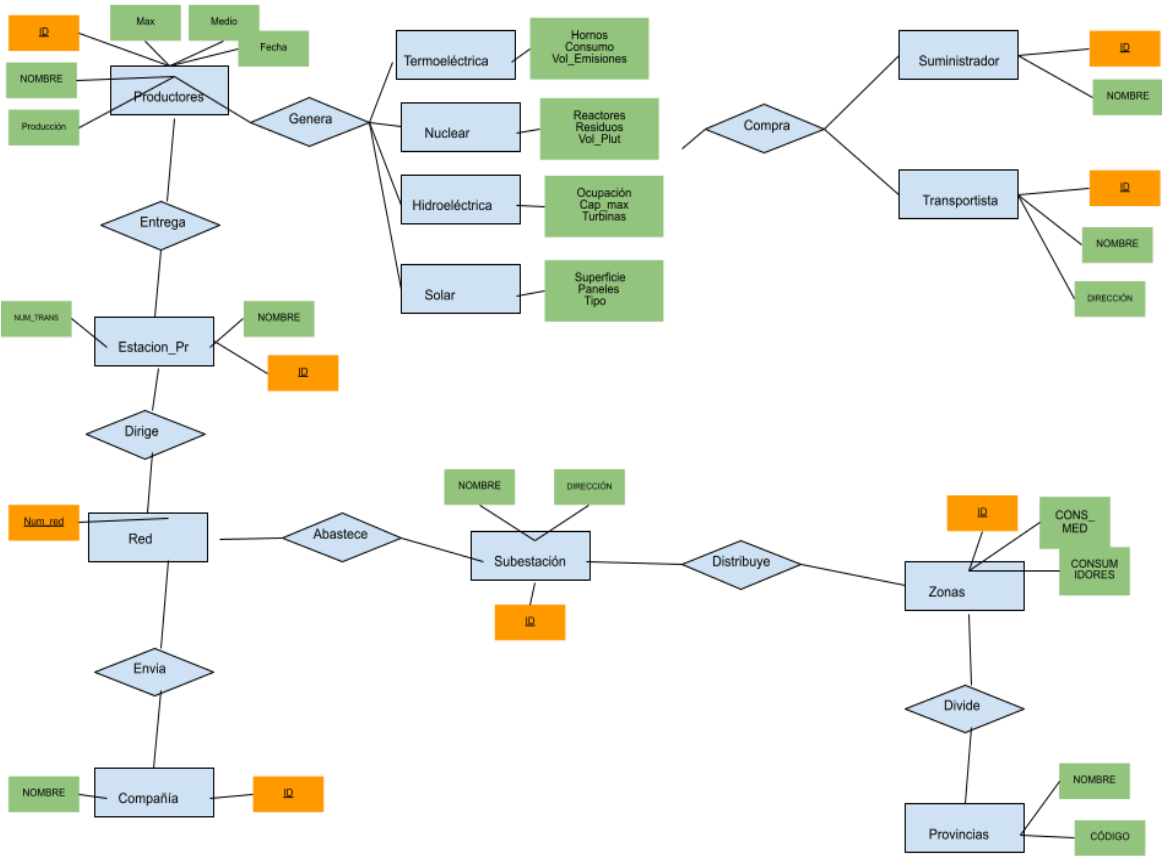 ID
Max
Medio
Fecha
NOMBRE
Productores
Producción
Genera
Termoeléctrica
Hornos
Consumo
Vol_Emisiones
Nuclear
Reactores
Residuos
Vol_Plut
Hidroeléctrica
Ocupación
Cap_max
Turbinas
Solar
Superficie
Paneles
Tipo
Compra
Suministrador
ID
NOMBRE
Transportista
ID
NOMBRE
DIRECCIÓN
Entrega
NUM_TRANS
NOMBRE
Estacion_Pr
ID
Dirige
Num_red
Red
Abastece
NOMBRE
DIRECCIÓN
Subestación
ID
Distribuye
ID
CONS_
MED
CONSUM
IDORES
Zonas
Envia
Divide
NOMBRE
Compañía
ID
Provincias
NOMBRE
CÓDIGO